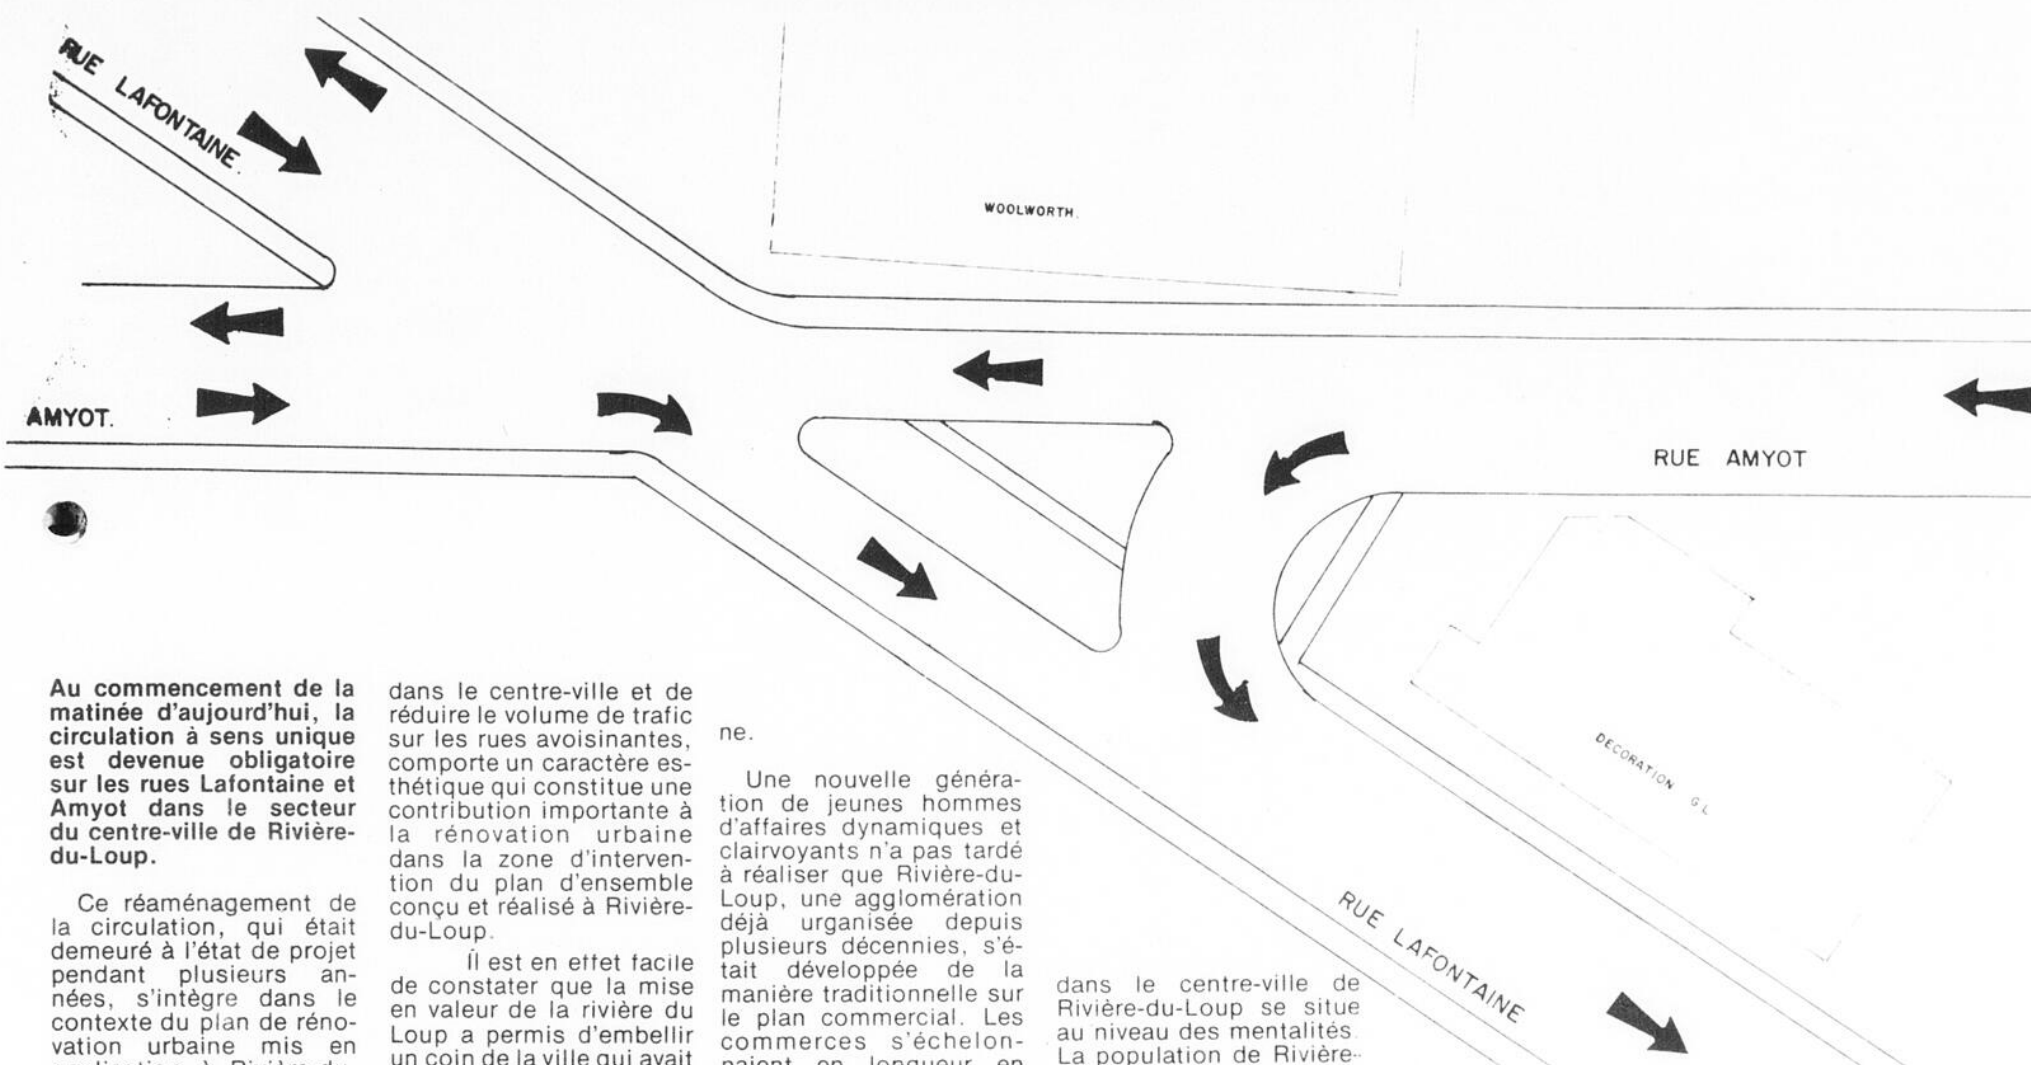 RUE LAFONTAINE.
WOOLWORTH.
AMYOT.
RUE AMYOT
DECORATION G L
RUE LAFONTAINE
Au commencement de la
matinée d'aujourd'hui, la
circulation à sens unique
est devenue obligatoire
sur les rues Lafontaine et
Amyot dans le secteur
du centre-ville de Rivière-
du-Loup.
Ce réaménagement de
la circulation, qui était
demeuré à l'état de projet
pendant plusieurs an-
nées, s'intègre dans le
contexte du plan de réno-
vation urbaine mis en
dans le centre-ville et de
réduire le volume de trafic
sur les rues avoisinantes,
comporte un caractère es-
thétique qui constitue une
contribution importante à
la rénovation urbaine
dans la zone d'interven-
tion du plan d'ensemble
conçu et réalisé à Rivière-
du-Loup.
Il est en effet facile
de constater que la mise
en valeur de la rivière du
Loup a permis d'embellir
un coin de la ville qui avait
ne.
Une nouvelle généra-
tion de jeunes hommes
d'affaires dynamiques et
clairvoyants n'a pas tardé
à réaliser que Rivière-du-
Loup, une agglomération
déjà urganisée depuis
plusieurs décennies, s'é-
tait développée de la
manière traditionnelle sur
le plan commercial. Les
commerces s'échelon-
naient en longueur en
dans le centre-ville de
Rivière-du-Loup se situe
au niveau des mentalités.
La population de Rivière-